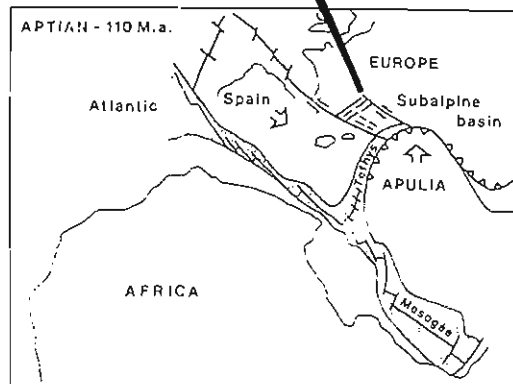 APTIAN - 110 M.a.
EUROPE
Atlantic
Spain
Subalpine
basin
Tethys
APULIA
AFRICA
Mesogée